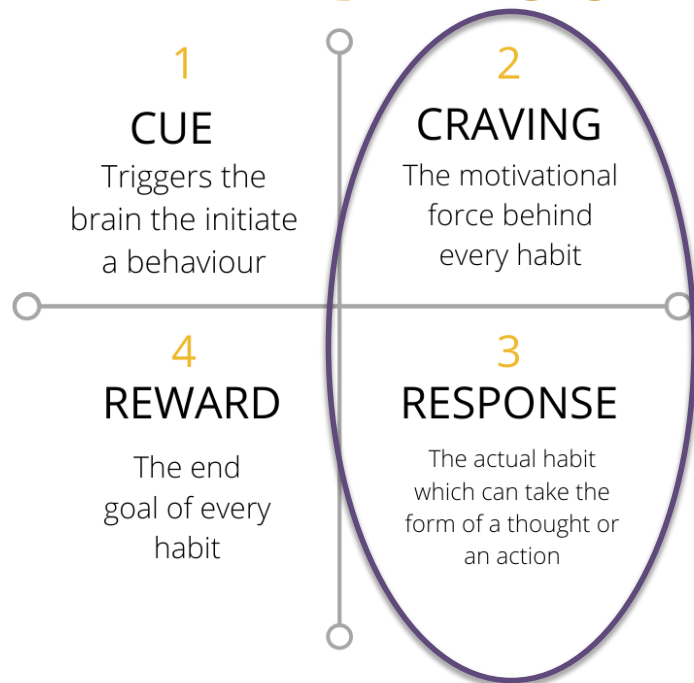 1
CUE
Triggers the
brain the initiate
a behaviour
2
CRAVING
The motivational
force behind
every habit
4
REWARD
The end
goal of every
habit
3
RESPONSE
The actual habit
which can take the
form of a thought or
an action